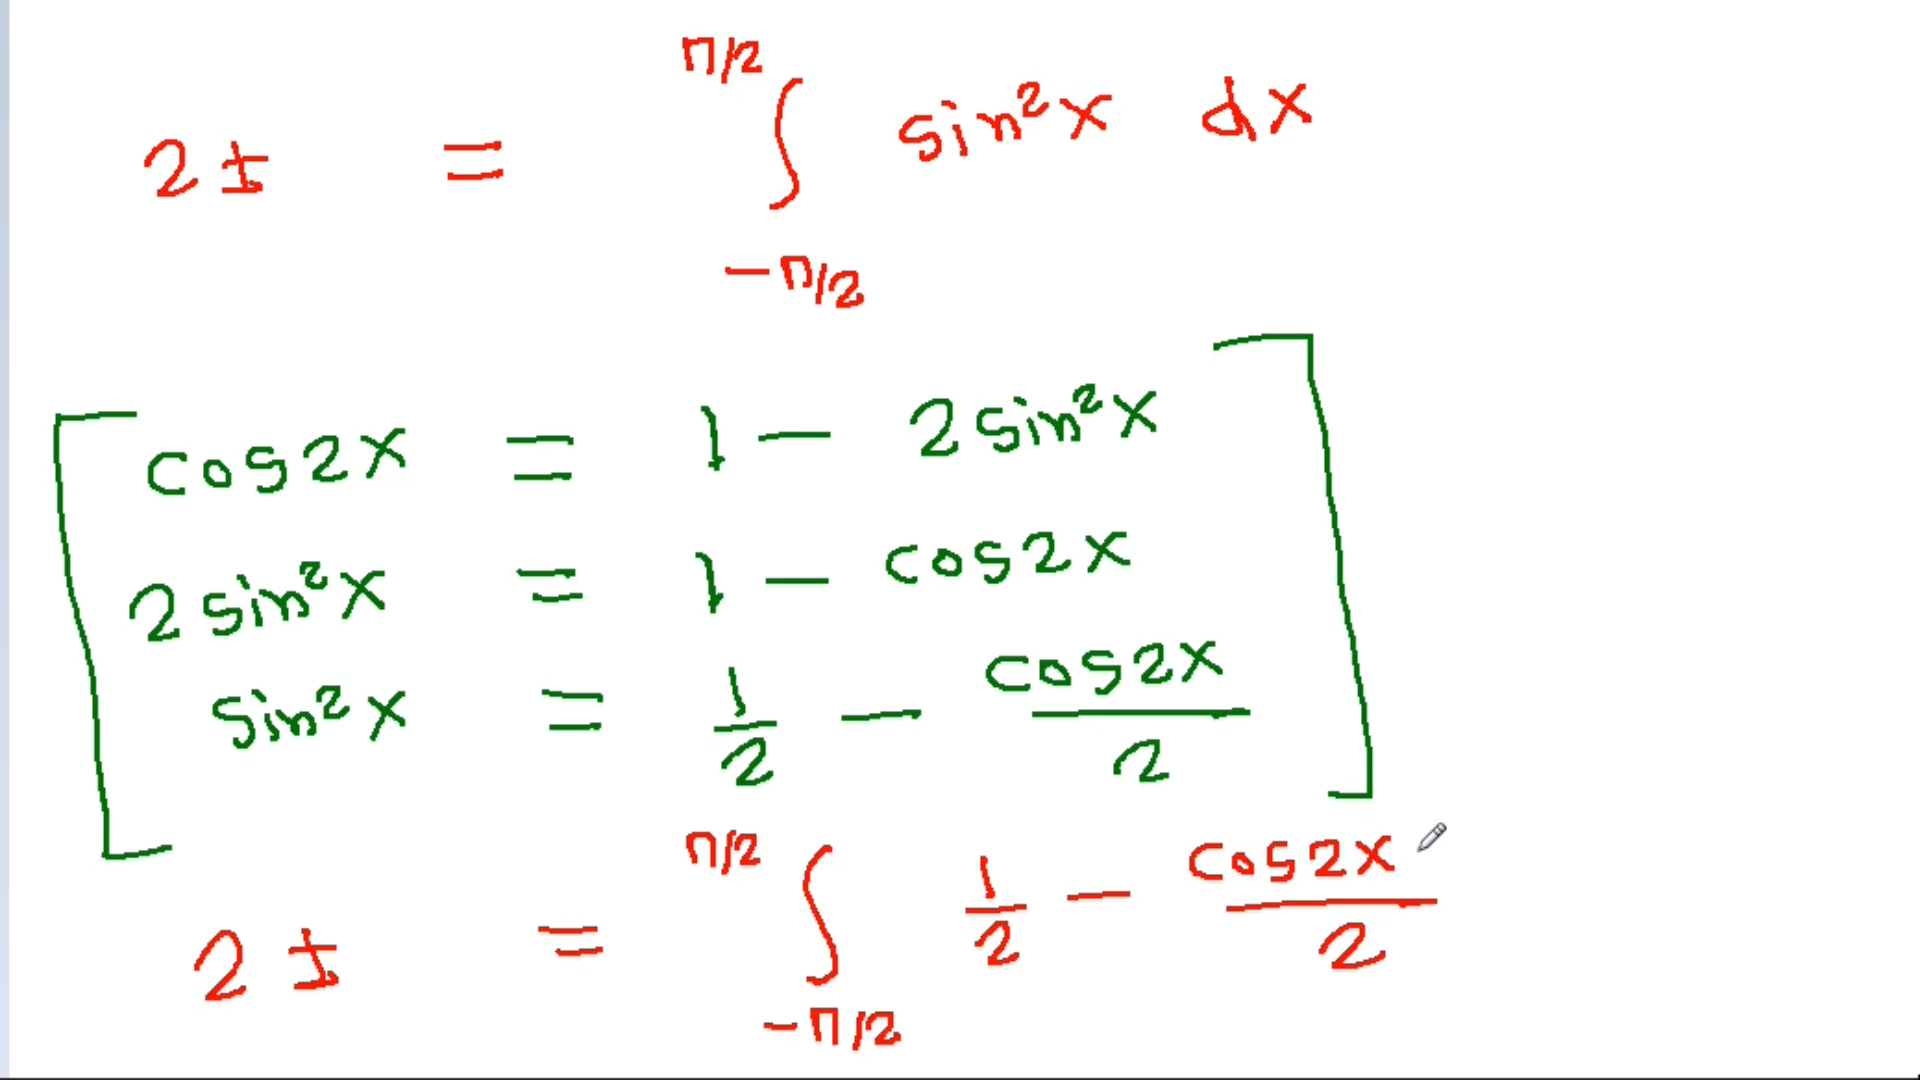 2I = ∫_{-π/2}^{π/2} sin²x dx
cos2x = 1 - 2sin²x
2sin²x = 1 - cos2x
sin²x = 1/2 - cos2x/2
2I = ∫_{-π/2}^{π/2} 1/2 - cos2x/2